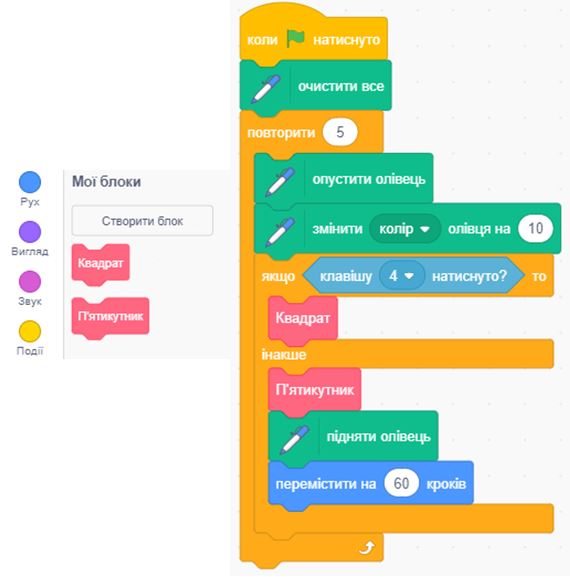 Рух
Вигляд
Звук
Події
Мої блоки
Створити блок
Квадрат
П'ятикутник
коли натиснуто
очистити все
повторити 5
опустити олівець
змінити колір олівця на 10
якщо клавішу 4 натиснуто? то
Квадрат
інакше
П'ятикутник
підняти олівець
перемістити на 60 кроків